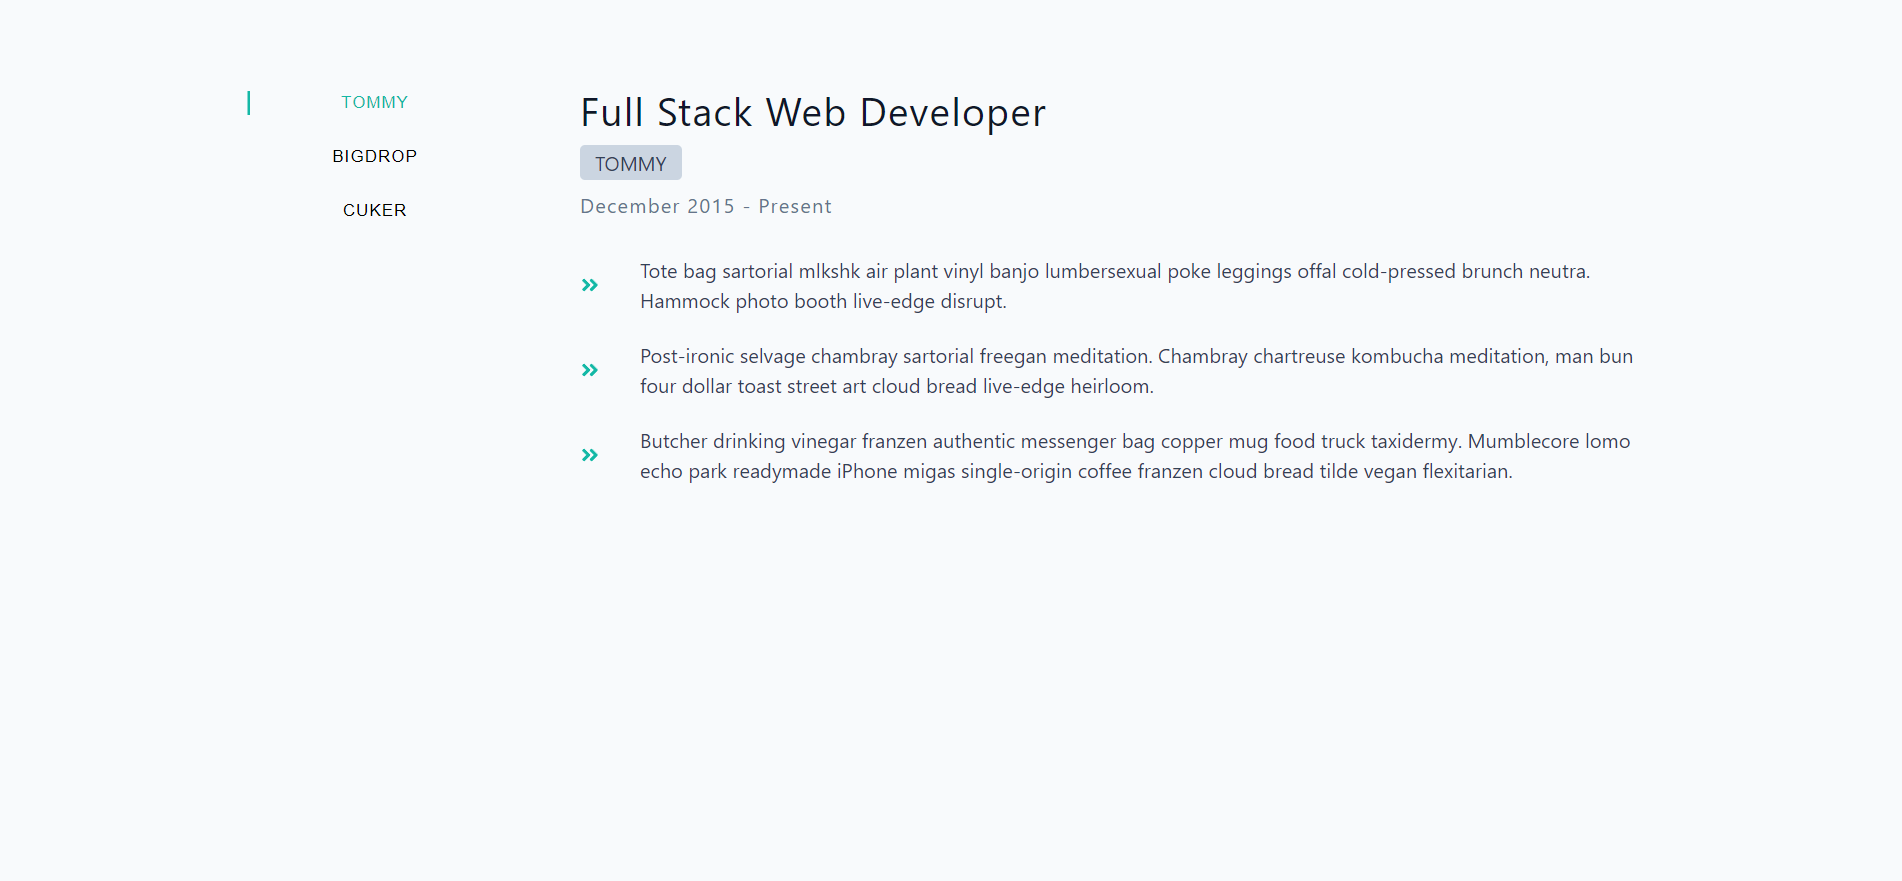 TOMMY
BIGDROP
CUKER
Full Stack Web Developer
TOMMY
December 2015 - Present
Tote bag sartorial mlkshk air plant vinyl banjo lumbersexual poke leggings offal cold-pressed brunch neutra.
Hammock photo booth live-edge disrupt.
Post-ironic selvage chambray sartorial freegan meditation. Chambray chartreuse kombucha meditation, man bun
four dollar toast street art cloud bread live-edge heirloom.
Butcher drinking vinegar franzen authentic messenger bag copper mug food truck taxidermy. Mumblecore lomo
echo park readymade iPhone migas single-origin coffee franzen cloud bread tilde vegan flexitarian.